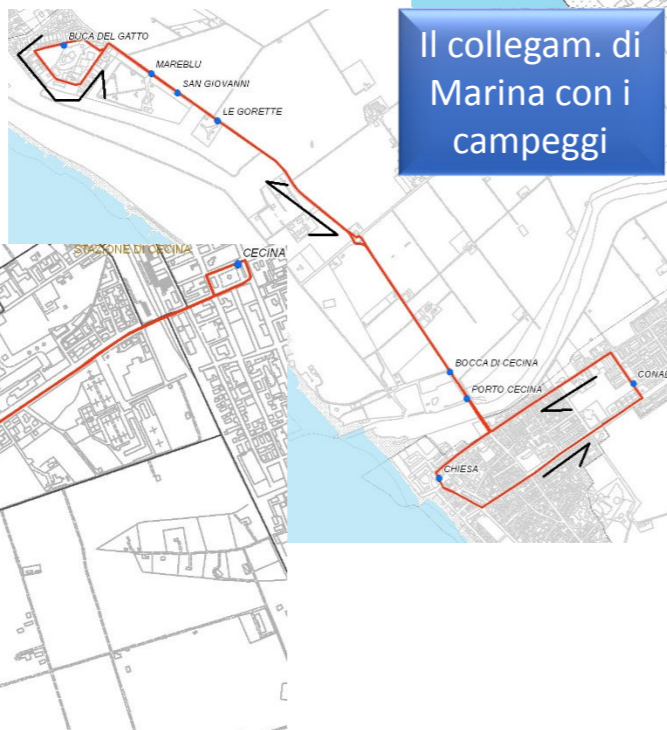 Il collegam. di
Marina con i
campeggi
BUCA DEL GATTO
MAREBLU
SAN GIOVANNI
LE GORETTE
STAZIONE DI CECINA
CECINA
BOCCA DI CECINA
PORTO CECINA
CHIESA